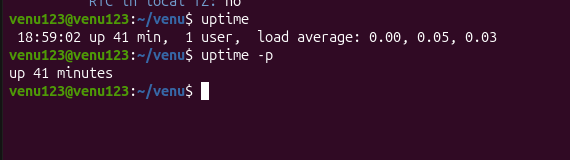 RTC in local TZ: no
venu123@venu123:~/venu$ uptime
 18:59:02 up 41 min,  1 user,  load average: 0.00, 0.05, 0.03
venu123@venu123:~/venu$ uptime -p
up 41 minutes
venu123@venu123:~/venu$